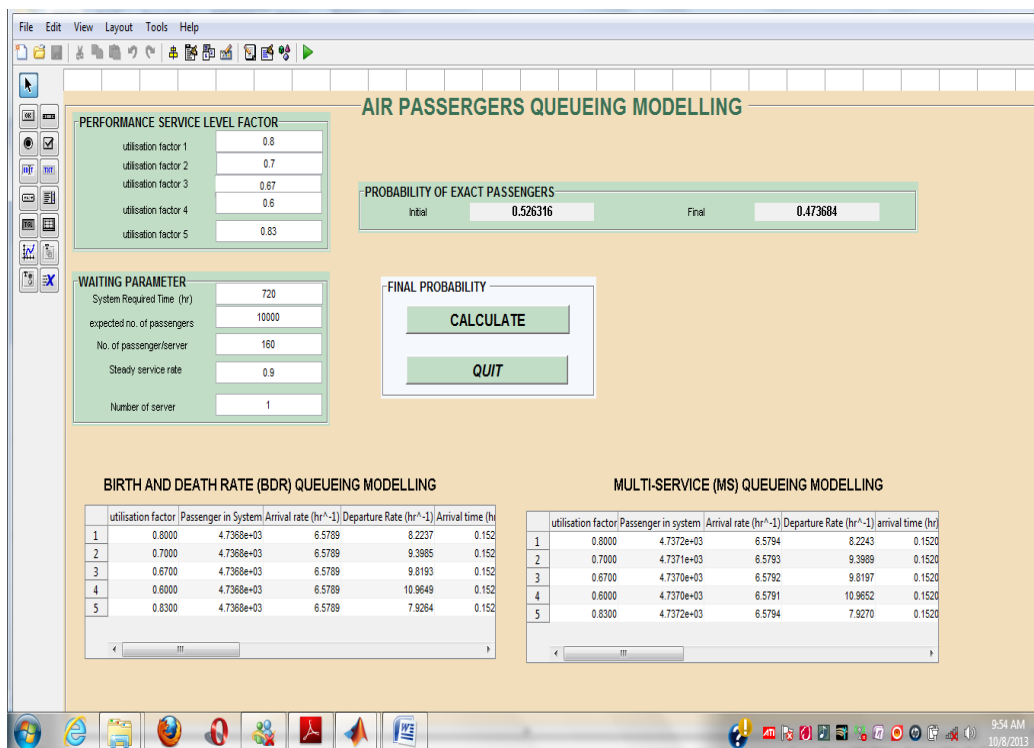 File Edit View Layout Tools Help
AIR PASSERGERS QUEUEING MODELLING
PERFORMANCE SERVICE LEVEL FACTOR
utilisation factor 1 0.8
utilisation factor 2 0.7
utilisation factor 3 0.67
utilisation factor 4 0.6
utilisation factor 5 0.83
PROBABILITY OF EXACT PASSENGERS
Initial 0.526316 Final 0.473684
WAITING PARAMETER
System Required Time (hr) 720
expected no. of passengers 10000
No. of passenger/server 160
Steady service rate 0.9
Number of server 1
FINAL PROBABILITY
CALCULATE
QUIT
BIRTH AND DEATH RATE (BDR) QUEUEING MODELLING
utilisation factor Passenger in System Arrival rate (hr^-1) Departure Rate (hr^-1) Arrival time (h
1 0.8000 4.7368e+03 6.5789 8.2237 0.152
2 0.7000 4.7368e+03 6.5789 9.3985 0.152
3 0.6700 4.7368e+03 6.5789 9.8193 0.152
4 0.6000 4.7368e+03 6.5789 10.9649 0.152
5 0.8300 4.7368e+03 6.5789 7.9264 0.152
MULTI-SERVICE (MS) QUEUEING MODELLING
utilisation factor Passenger in system Arrival rate (hr^-1) Departure Rate (hr^-1) arrival time (hr)
1 0.8000 4.7372e+03 6.5794 8.2243 0.1520
2 0.7000 4.7371e+03 6.5793 9.3989 0.1520
3 0.6700 4.7370e+03 6.5792 9.8197 0.1520
4 0.6000 4.7370e+03 6.5791 10.9652 0.1520
5 0.8300 4.7372e+03 6.5794 7.9270 0.1520
9:54 AM
10/8/2013